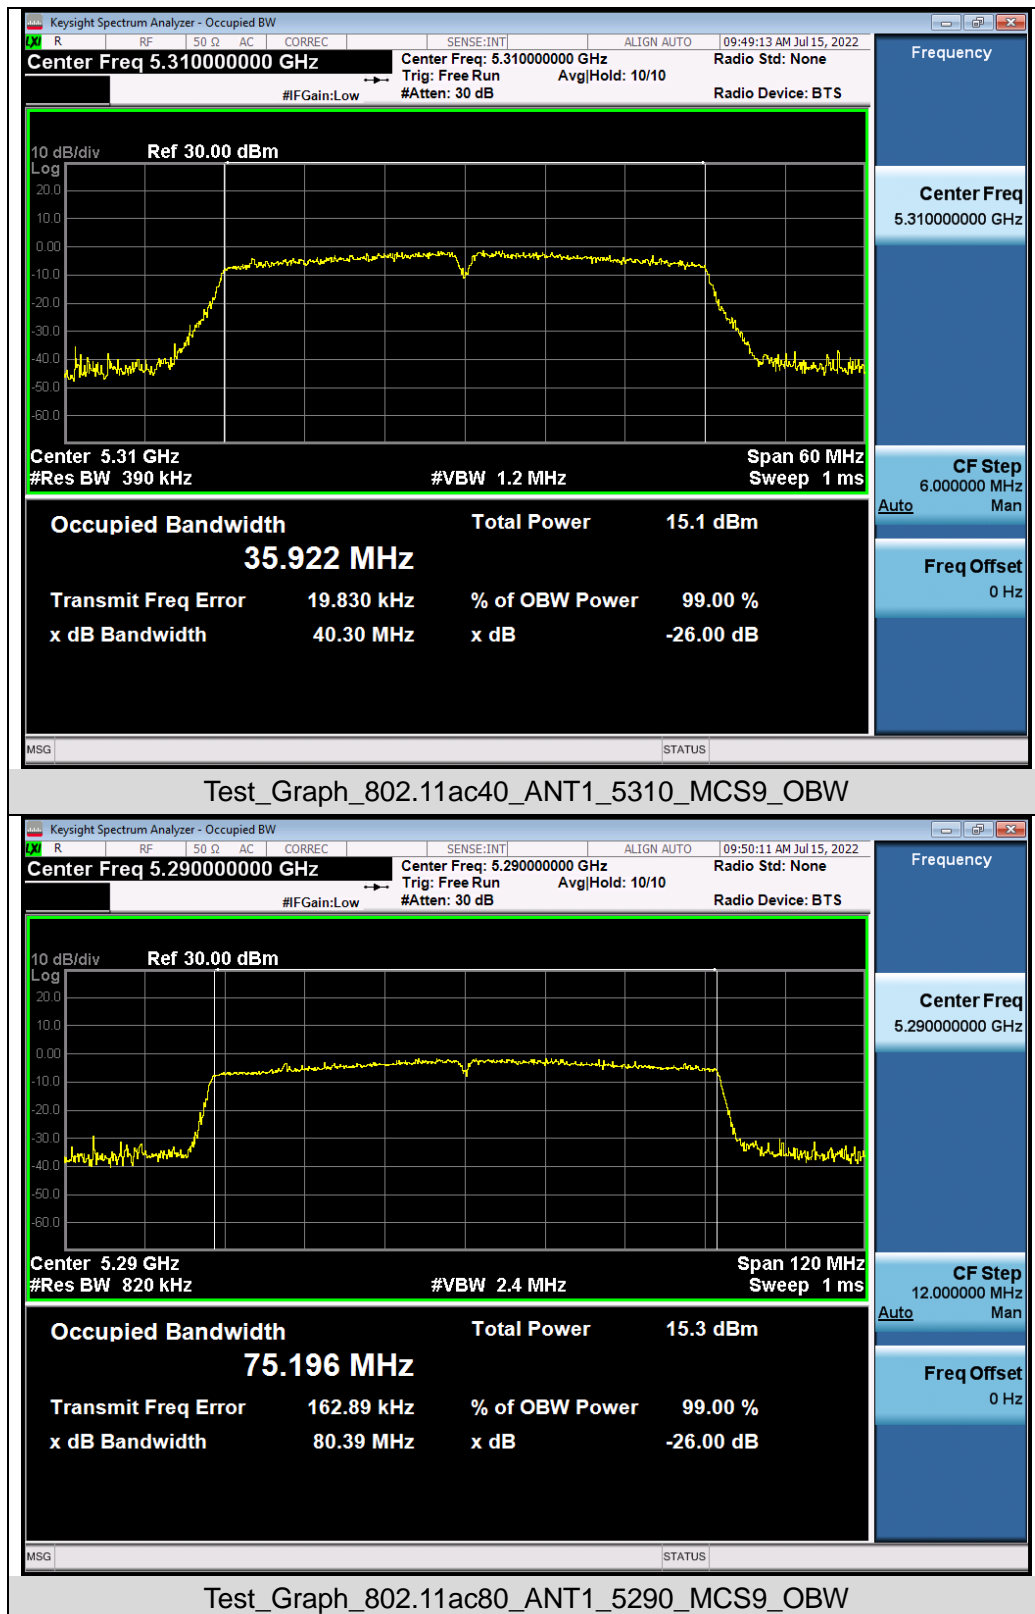 Keysight Spectrum Analyzer - Occupied BW
LXI R RF 50 Ω AC CORREC SENSE:INT ALIGN AUTO 09:49:13 AM Jul 15, 2022
Center Freq 5.310000000 GHz
Center Freq: 5.310000000 GHz
Radio Std: None
Trig: Free Run Avg|Hold: 10/10
#IFGain:Low
#Atten: 30 dB
Radio Device: BTS
Frequency
10 dB/div Ref 30.00 dBm
Log
20.0
10.0
0.00
-10.0
-20.0
-30.0
-40.0
-50.0
-60.0
Center Freq
5.310000000 GHz
Center 5.31 GHz Span 60 MHz
#Res BW 390 kHz #VBW 1.2 MHz Sweep 1 ms
CF Step
6.000000 MHz
Auto Man
Occupied Bandwidth Total Power 15.1 dBm
35.922 MHz
Freq Offset
0 Hz
Transmit Freq Error 19.830 kHz % of OBW Power 99.00 %
x dB Bandwidth 40.30 MHz x dB -26.00 dB
MSG STATUS
Test_Graph_802.11ac40_ANT1_5310_MCS9_OBW
Keysight Spectrum Analyzer - Occupied BW
LXI R RF 50 Ω AC CORREC SENSE:INT ALIGN AUTO 09:50:11 AM Jul 15, 2022
Center Freq 5.290000000 GHz
Center Freq: 5.290000000 GHz
Radio Std: None
Trig: Free Run Avg|Hold: 10/10
#IFGain:Low
#Atten: 30 dB
Radio Device: BTS
Frequency
10 dB/div Ref 30.00 dBm
Log
20.0
10.0
0.00
-10.0
-20.0
-30.0
-40.0
-50.0
-60.0
Center Freq
5.290000000 GHz
Center 5.29 GHz Span 120 MHz
#Res BW 820 kHz #VBW 2.4 MHz Sweep 1 ms
CF Step
12.000000 MHz
Auto Man
Occupied Bandwidth Total Power 15.3 dBm
75.196 MHz
Freq Offset
0 Hz
Transmit Freq Error 162.89 kHz % of OBW Power 99.00 %
x dB Bandwidth 80.39 MHz x dB -26.00 dB
MSG STATUS
Test_Graph_802.11ac80_ANT1_5290_MCS9_OBW